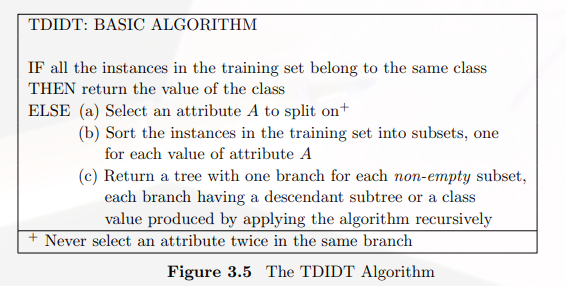 TDIDT: BASIC ALGORITHM
IF all the instances in the training set belong to the same class
THEN return the value of the class
ELSE (a) Select an attribute A to split on+
(b) Sort the instances in the training set into subsets, one
for each value of attribute A
(c) Return a tree with one branch for each non-empty subset,
each branch having a descendant subtree or a class
value produced by applying the algorithm recursively
+ Never select an attribute twice in the same branch
Figure 3.5 The TDIDT Algorithm